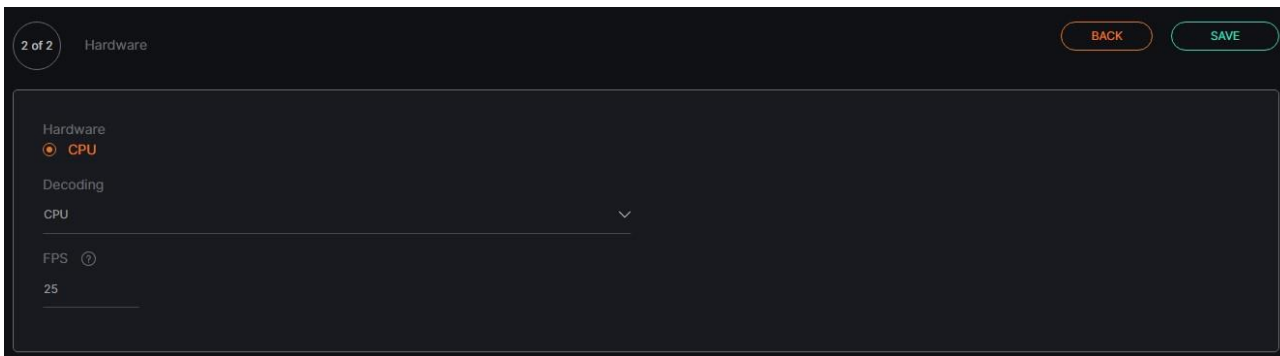 2 of 2 Hardware BACK SAVE
Hardware
CPU
Decoding
CPU
FPS ?
25